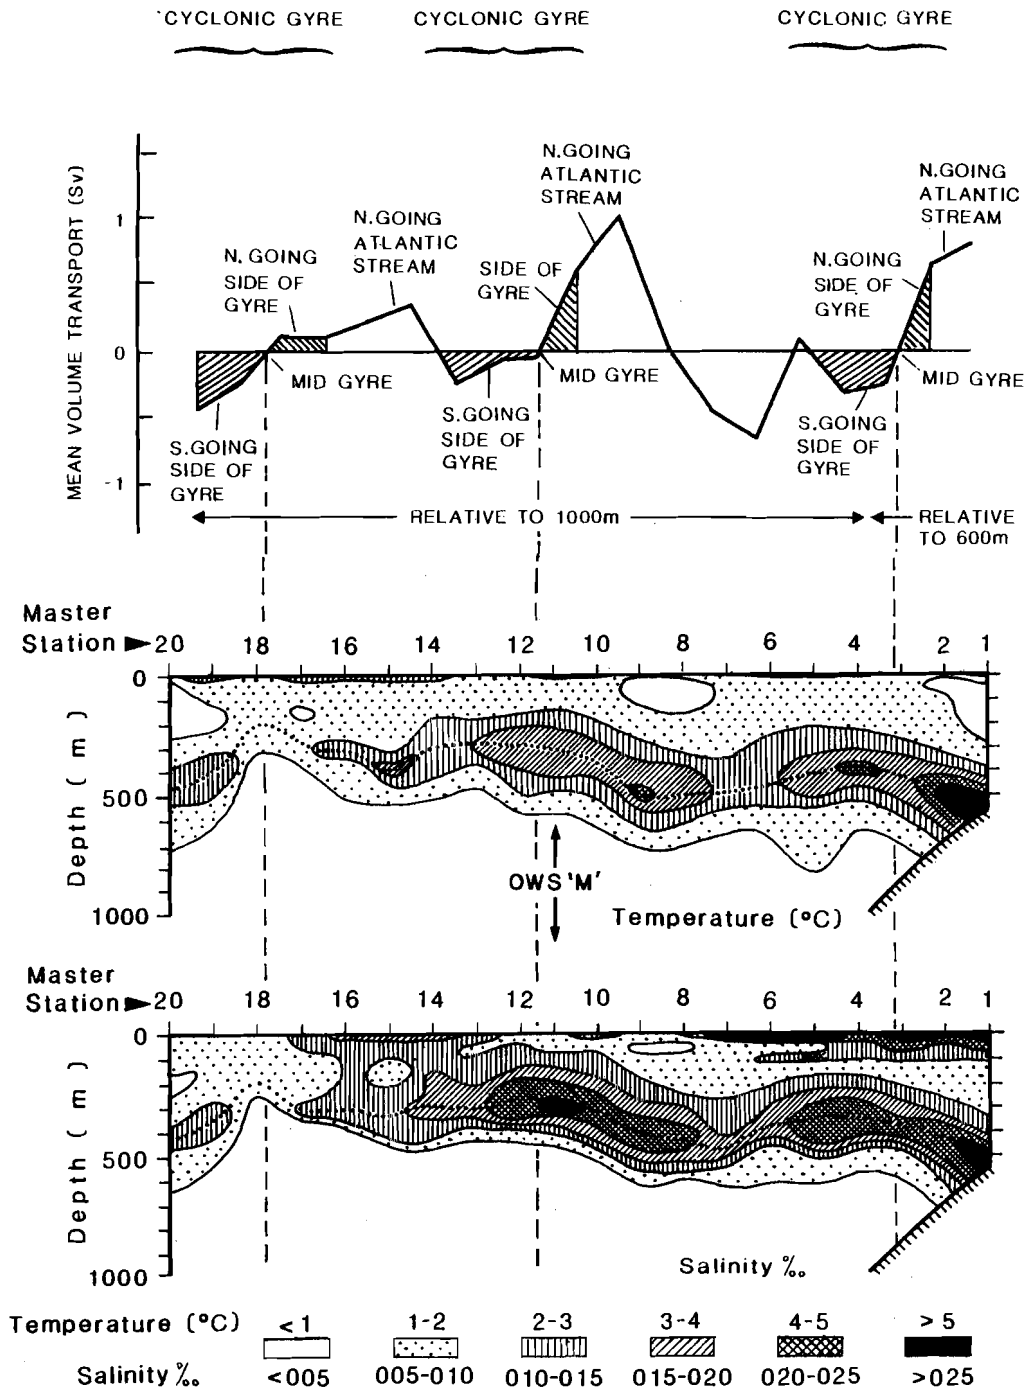 CYCLONIC GYRE
CYCLONIC GYRE
CYCLONIC GYRE
MEAN VOLUME TRANSPORT (Sv)
1
0
-1
N.GOING
SIDE OF
GYRE
N.GOING
ATLANTIC
STREAM
SIDE OF
GYRE
N.GOING
ATLANTIC
STREAM
N.GOING
SIDE OF
GYRE
N.GOING
ATLANTIC
STREAM
MID GYRE
MID GYRE
MID GYRE
S.GOING
SIDE OF
GYRE
S.GOING
SIDE OF
GYRE
S.GOING
SIDE OF
GYRE
RELATIVE TO 1000m
RELATIVE
TO 600m
Master
Station
20 18 16 14 12 10 8 6 4 2 1
Depth ( m )
0
500
1000
OWS 'M'
Temperature (°C)
Master
Station
20 18 16 14 12 10 8 6 4 2 1
Depth ( m )
0
500
1000
Salinity ‰
Temperature (°C) <1 1-2 2-3 3-4 4-5 >5
Salinity ‰ <005 005-010 010-015 015-020 020-025 >025